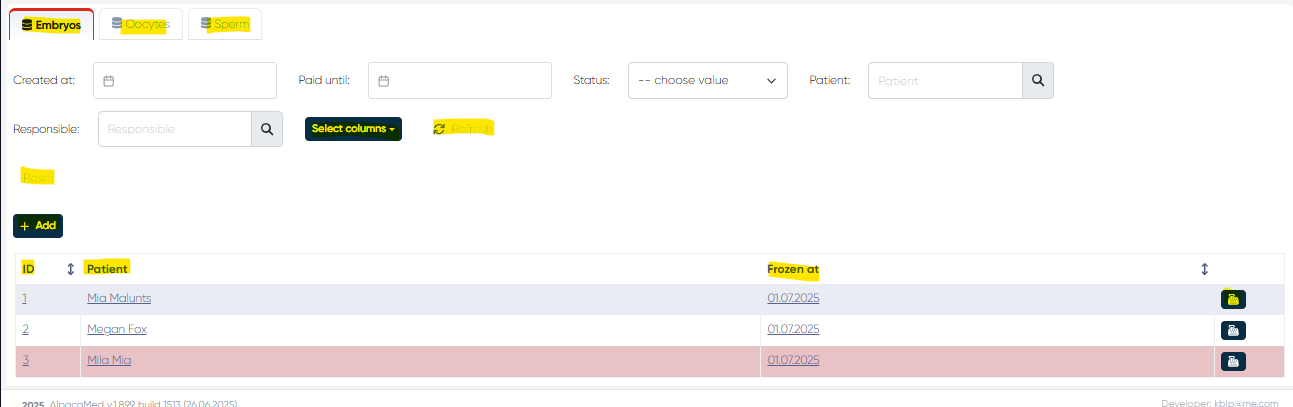 Embryos Oocytes Sperm
Created at: Paid until: Status: -- choose value Patient: Patient
Responsible: Responsible Select columns Refresh
Reset
+ Add
ID Patient Frozen at
1 Mia Malunts 01.07.2025
2 Megan Fox 01.07.2025
3 Mila Mia 01.07.2025
2025 AlpacaMed v.1.899 build 1513 (26.06.2025) Developer: kblp@me.com